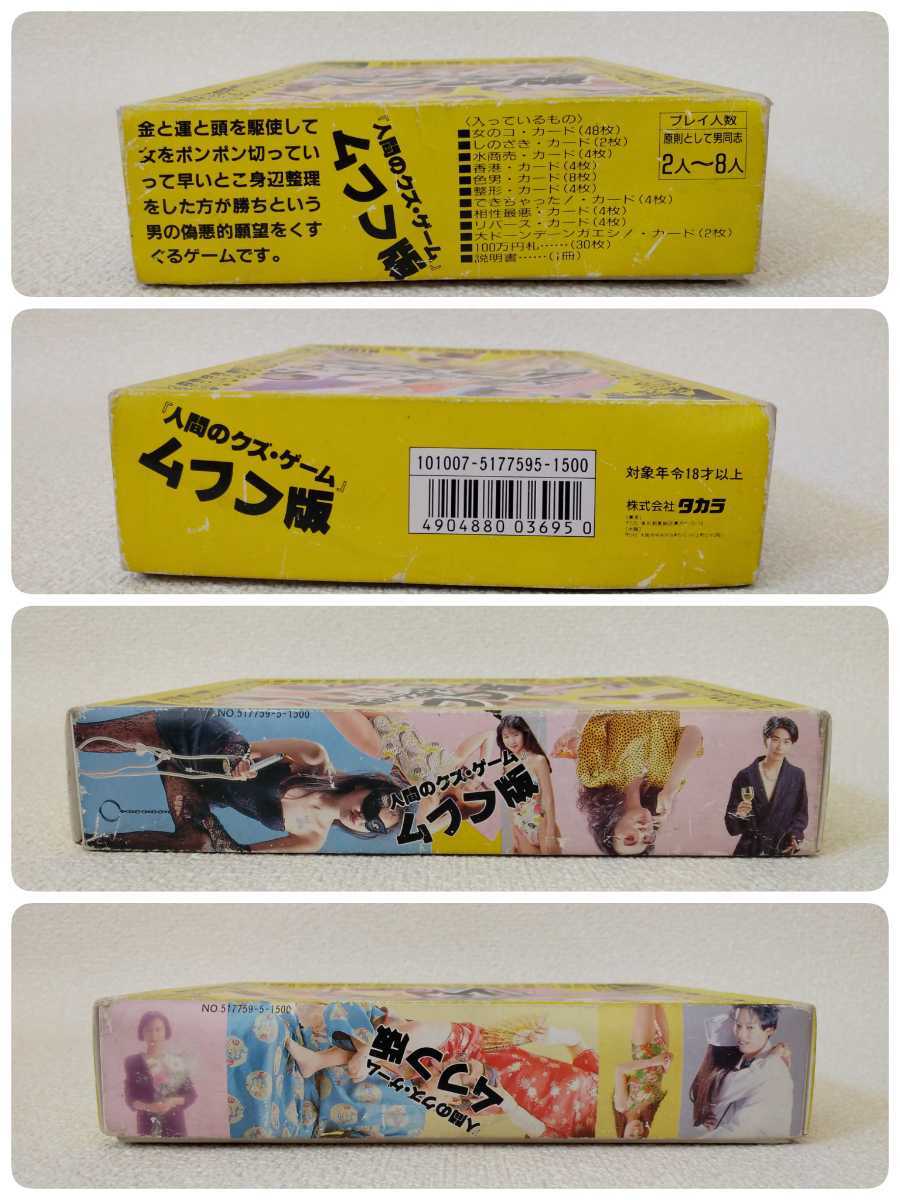 金と運と頭を駆使して
女をポンポン切ってい
って早いとこ身辺整理
をした方が勝ちという
男の偽悪的願望をくす
ぐるゲームです。
『人間のクズ・ゲーム』
ムフフ版
〈入っているもの〉
■女のコ・カード(48枚)
■しのざき・カード(2枚)
■水商売・カード(4枚)
■香港・カード(4枚)
■色男・カード(8枚)
■整形・カード(4枚)
■できちゃった!・カード(4枚)
■相性最悪・カード(4枚)
■リバース・カード(4枚)
■大ドーンデーンガエシ!・カード(2枚)
■100万円札……(30枚)
■説明書……(1冊)
プレイ人数
原則として男同志
2人〜8人
『人間のクズ・ゲーム』
ムフフ版
101007-5177595-1500
4904880 03695 0
対象年令18才以上
株式会社 タカラ
NO.517759-5-1500
人間のクズ・ゲーム
ムフフ版
NO.517759-5-1500
『人間のクズ・ゲーム
ムフフ版